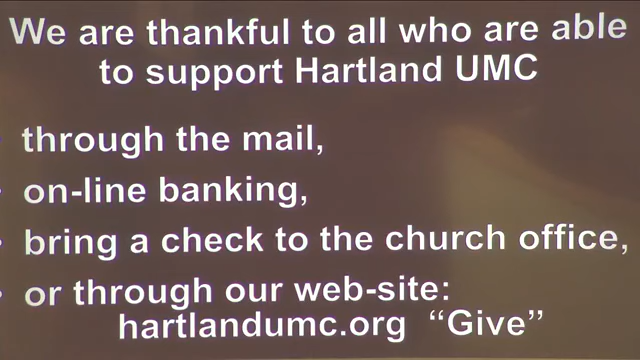 We are thankful to all who are able
to support Hartland UMC
• through the mail,
• on-line banking,
• bring a check to the church office,
• or through our web-site:
hartlandumc.org “Give”